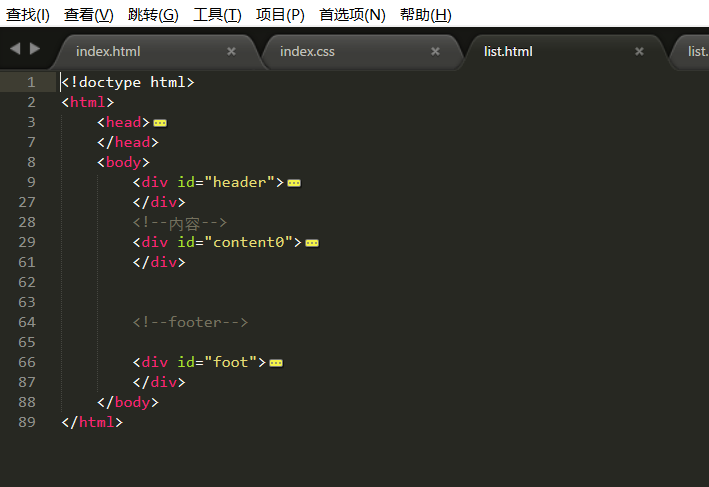 查找(I) 查看(V) 跳转(G) 工具(T) 项目(P) 首选项(N) 帮助(H)
index.html × index.css × list.html × list.
1 <!doctype html>
2 <html>
3 <head>
7 </head>
8 <body>
9 <div id="header">
27 </div>
28 <!--内容-->
29 <div id="content0">
61 </div>
62
63
64 <!--footer-->
65
66 <div id="foot">
87 </div>
88 </body>
89 </html>